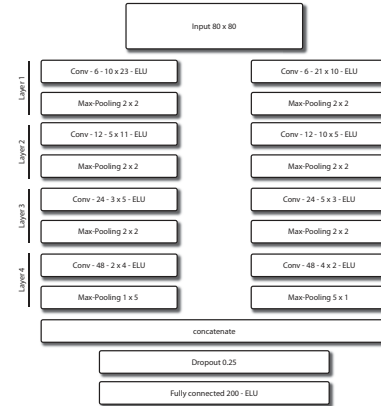 Input 80 x 80
Layer 1
Conv - 6 - 10 x 23 - ELU
Conv - 6 - 21 x 10 - ELU
Max-Pooling 2 x 2
Max-Pooling 2 x 2
Layer 2
Conv - 12 - 5 x 11 - ELU
Conv - 12 - 10 x 5 - ELU
Max-Pooling 2 x 2
Max-Pooling 2 x 2
Layer 3
Conv - 24 - 3 x 5 - ELU
Conv - 24 - 5 x 3 - ELU
Max-Pooling 2 x 2
Max-Pooling 2 x 2
Layer 4
Conv - 48 - 2 x 4 - ELU
Conv - 48 - 4 x 2 - ELU
Max-Pooling 1 x 5
Max-Pooling 5 x 1
concatenate
Dropout 0.25
Fully connected 200 - ELU